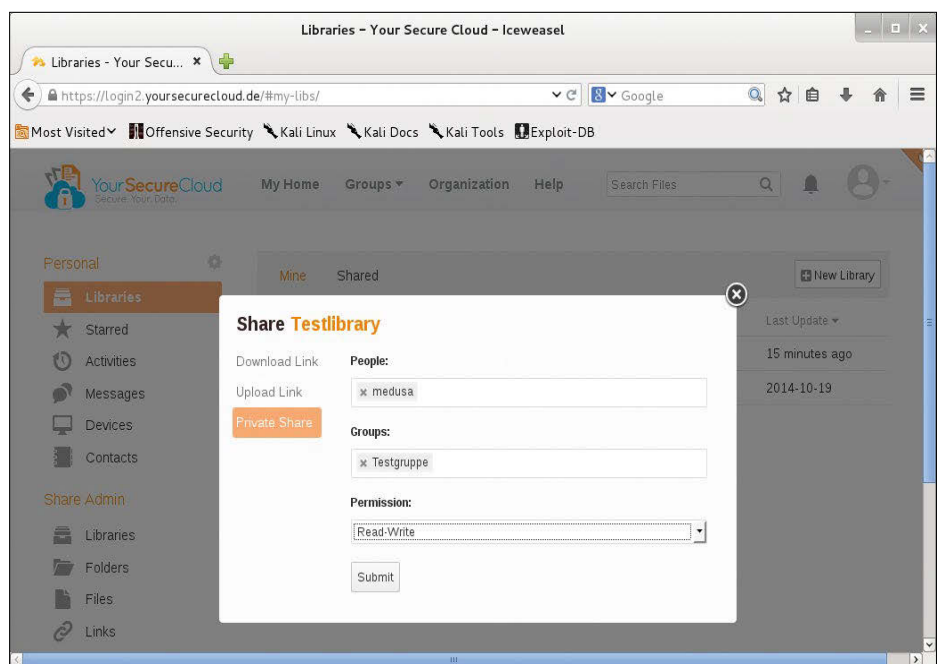 Libraries - Your Secure Cloud - Iceweasel
Libraries - Your Secu...
https://login2.yoursecurecloud.de/#my-libs/
Google
Most Visited
Offensive Security
Kali Linux
Kali Docs
Kali Tools
Exploit-DB
YourSecureCloud
Secure. Your. Data.
My Home
Groups
Organization
Help
Search Files
Personal
Libraries
Starred
Activities
Messages
Devices
Contacts
Share Admin
Libraries
Folders
Files
Links
Mine
Shared
New Library
Last Update
15 minutes ago
2014-10-19
Share Testlibrary
Download Link
Upload Link
Private Share
People:
medusa
Groups:
Testgruppe
Permission:
Read-Write
Submit